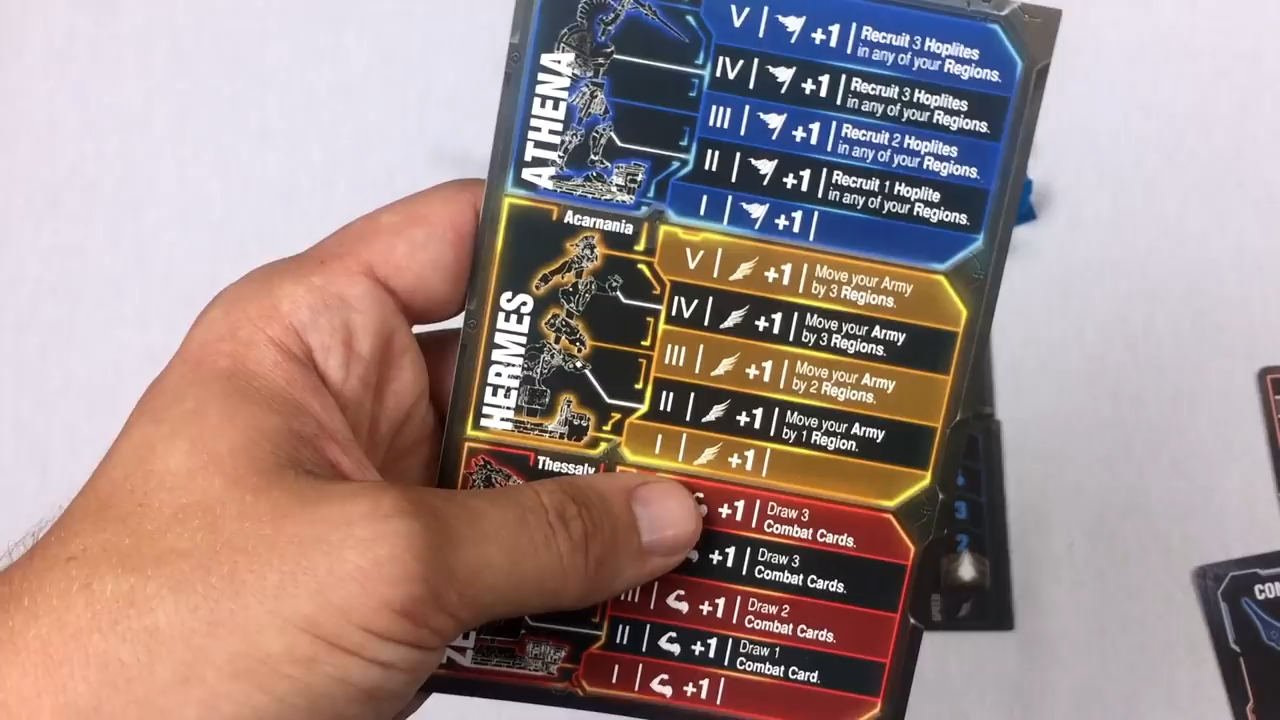 ATHENA
V | +1 | Recruit 3 Hoplites
in any of your Regions.
IV | +1 | Recruit 3 Hoplites
in any of your Regions.
III | +1 | Recruit 2 Hoplites
in any of your Regions.
II | +1 | Recruit 1 Hoplite
in any of your Regions.
I | +1 |
Acarnania
HERMES
V | +1 | Move your Army
by 3 Regions.
IV | +1 | Move your Army
by 3 Regions.
III | +1 | Move your Army
by 2 Regions.
II | +1 | Move your Army
by 1 Region.
I | +1 |
Thessaly
+1 | Draw 3
Combat Cards.
+1 | Draw 3
Combat Cards.
III | +1 | Draw 2
Combat Cards.
II | +1 | Draw 1
Combat Card.
I | +1 |
3
2
SPEED